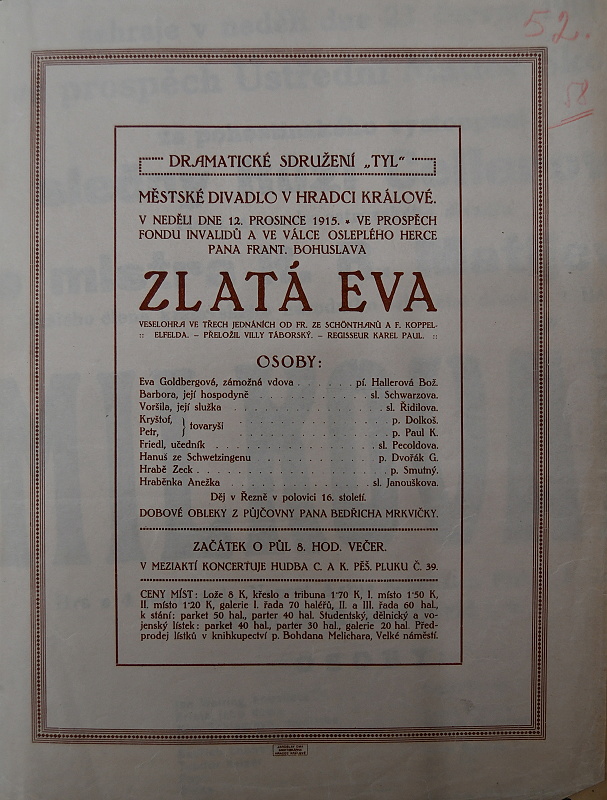 52.
58
DRAMATICKÉ SDRUŽENÍ „TYL“
MĚSTSKÉ DIVADLO V HRADCI KRÁLOVÉ.
V NEDĚLI DNE 12. PROSINCE 1915. * VE PROSPĚCH
FONDU INVALIDŮ A VE VÁLCE OSLEPLÉHO HERCE
PANA FRANT. BOHUSLAVA
ZLATÁ EVA
VESELOHRA VE TŘECH JEDNÁNÍCH OD FR. ZE SCHÖNTHANŮ A F. KOPPEL-
:: ELFELDA. – PŘELOŽIL VILLY TÁBORSKÝ. – REGISSEUR KAREL PAUL. ::
OSOBY:
Eva Goldbergová, zámožná vdova . . . . . . pí. Hallerová Bož.
Barbora, její hospodyně . . . . . . . . . . . sl. Schwarzova.
Voršila, její služka . . . . . . . . . . . . . . sl. Řidilova.
Kryštof, } tovaryši . . . . . . . . . . . . . . p. Dolkoš.
Petr, } . . . . . . . . . . . . . . p. Paul K.
Friedl, učedník . . . . . . . . . . . . . . sl. Pecoldova.
Hanuš ze Schwetzingenu . . . . . . . . . p. Dvořák G.
Hrabě Zeck . . . . . . . . . . . . . . . . p. Smutný.
Hraběnka Anežka . . . . . . . . . . . . sl. Janouškova.
Děj v Řezně v polovici 16. století.
DOBOVÉ OBLEKY Z PŮJČOVNY PANA BEDŘICHA MRKVIČKY.
ZAČÁTEK O PŮL 8. HOD. VEČER.
V MEZIAKTÍ KONCERTUJE HUDBA C. A K. PĚŠ. PLUKU Č. 39.
CENY MÍST: Lože 8 K, křeslo a tribuna 1·70 K, I. místo 1·50 K,
II. místo 1·20 K, galerie I. řada 70 haléřů, II. a III. řada 60 hal.,
k stání: parket 50 hal., parter 40 hal. Studentský, dělnický a vo-
jenský lístek: parket 40 hal., parter 30 hal., galerie 20 hal. Před-
prodej lístků v knihkupectví p. Bohdana Melichara, Velké náměstí.